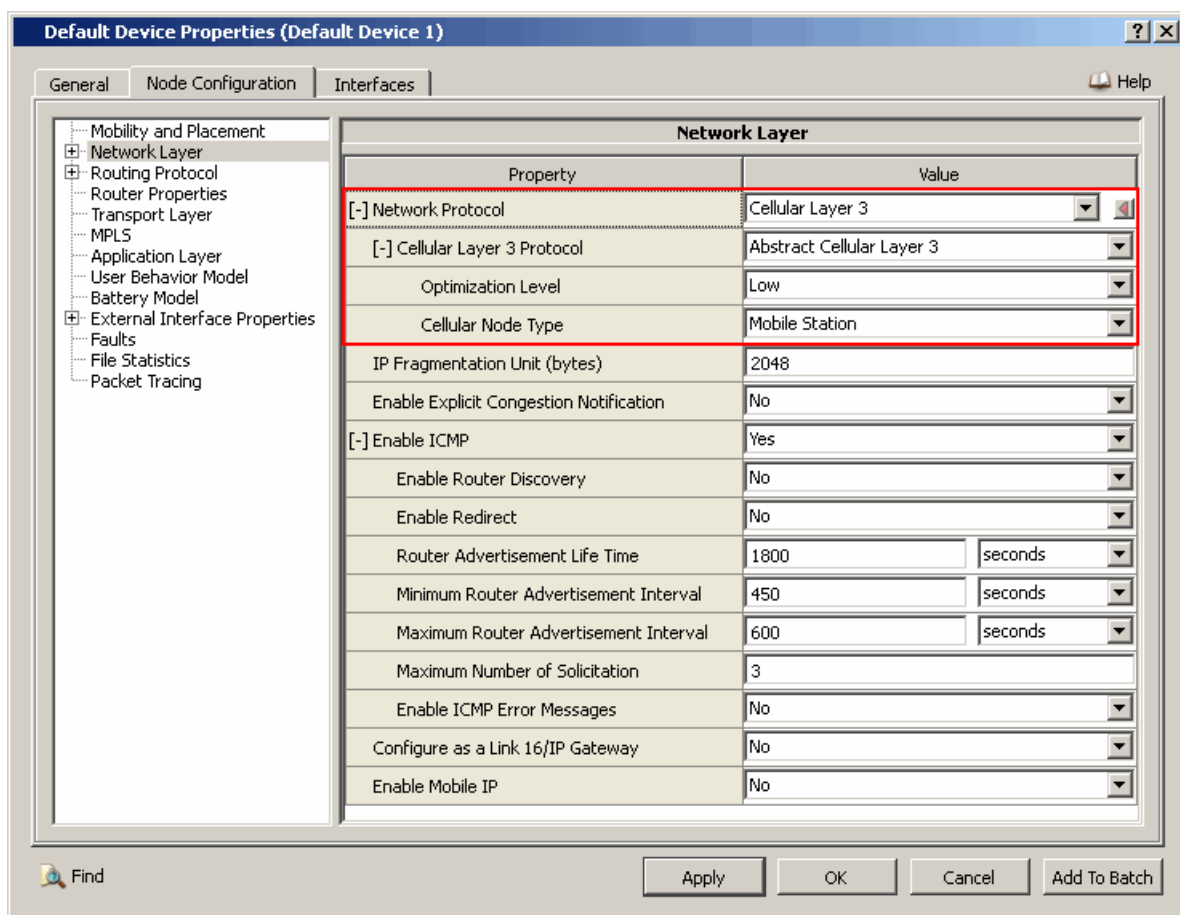 Default Device Properties (Default Device 1)
General Node Configuration Interfaces Help
Mobility and Placement
Network Layer
Routing Protocol
Router Properties
Transport Layer
MPLS
Application Layer
User Behavior Model
Battery Model
External Interface Properties
Faults
File Statistics
Packet Tracing
Network Layer
Property Value
[-] Network Protocol Cellular Layer 3
[-] Cellular Layer 3 Protocol Abstract Cellular Layer 3
Optimization Level Low
Cellular Node Type Mobile Station
IP Fragmentation Unit (bytes) 2048
Enable Explicit Congestion Notification No
[-] Enable ICMP Yes
Enable Router Discovery No
Enable Redirect No
Router Advertisement Life Time 1800 seconds
Minimum Router Advertisement Interval 450 seconds
Maximum Router Advertisement Interval 600 seconds
Maximum Number of Solicitation 3
Enable ICMP Error Messages No
Configure as a Link 16/IP Gateway No
Enable Mobile IP No
Find Apply OK Cancel Add To Batch